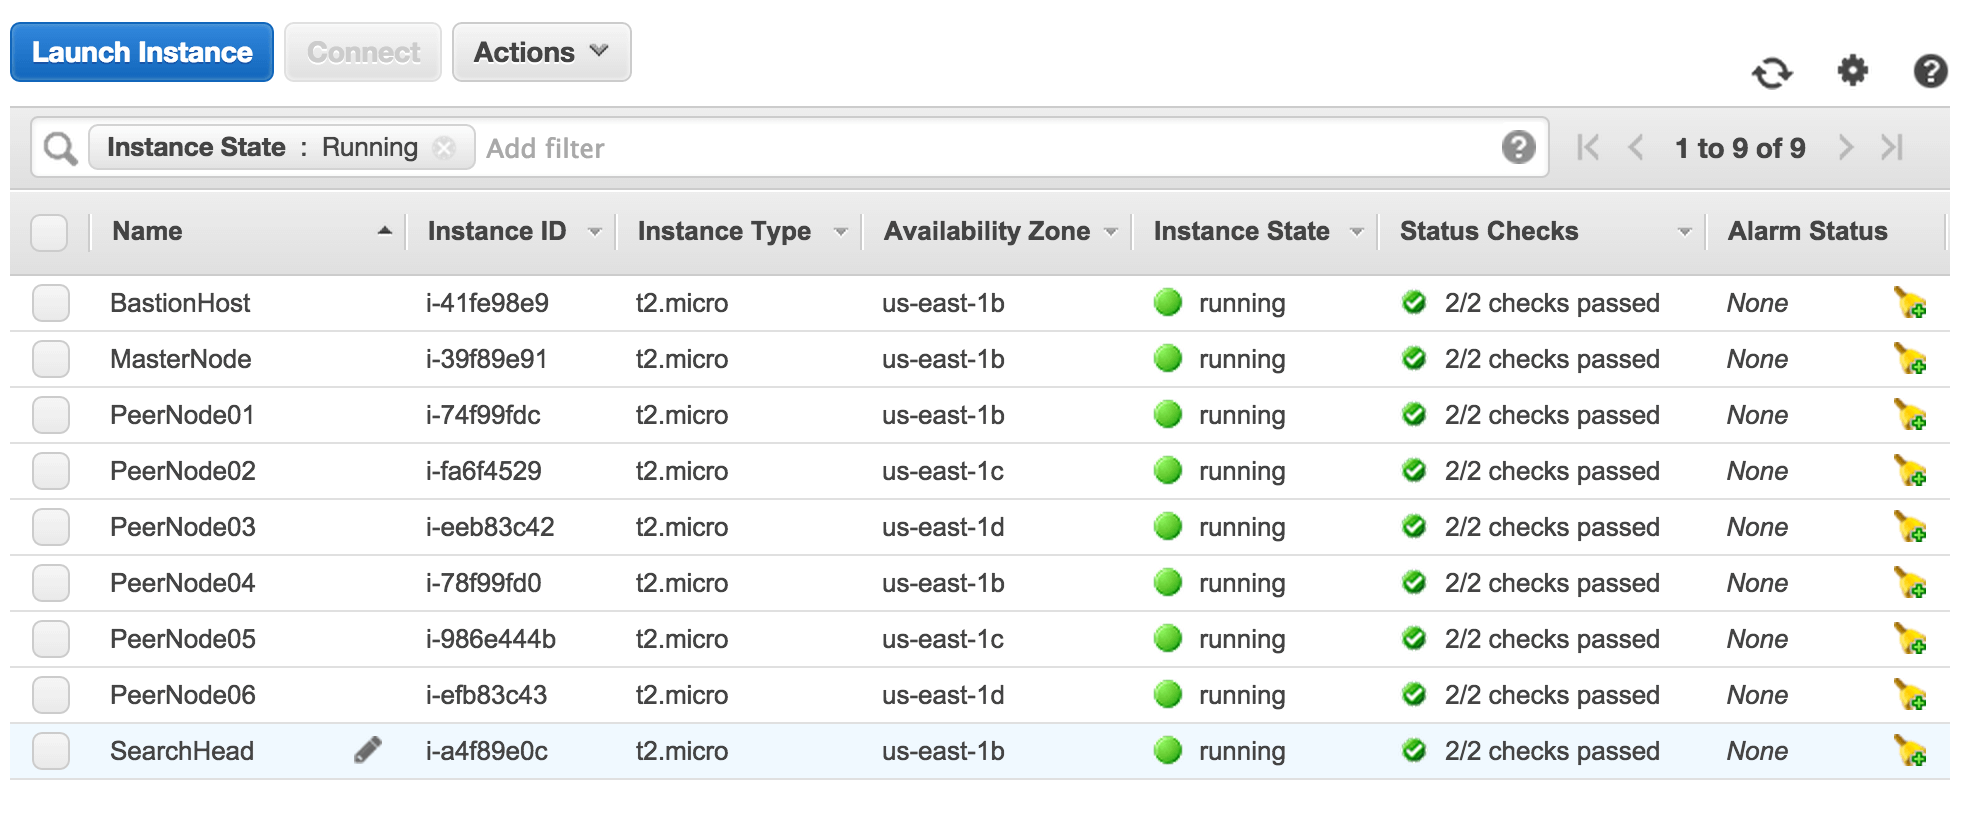 Launch Instance Connect Actions
Instance State : Running Add filter 1 to 9 of 9
Name Instance ID Instance Type Availability Zone Instance State Status Checks Alarm Status
BastionHost i-41fe98e9 t2.micro us-east-1b running 2/2 checks passed None
MasterNode i-39f89e91 t2.micro us-east-1b running 2/2 checks passed None
PeerNode01 i-74f99fdc t2.micro us-east-1b running 2/2 checks passed None
PeerNode02 i-fa6f4529 t2.micro us-east-1c running 2/2 checks passed None
PeerNode03 i-eeb83c42 t2.micro us-east-1d running 2/2 checks passed None
PeerNode04 i-78f99fd0 t2.micro us-east-1b running 2/2 checks passed None
PeerNode05 i-986e444b t2.micro us-east-1c running 2/2 checks passed None
PeerNode06 i-efb83c43 t2.micro us-east-1d running 2/2 checks passed None
SearchHead i-a4f89e0c t2.micro us-east-1b running 2/2 checks passed None